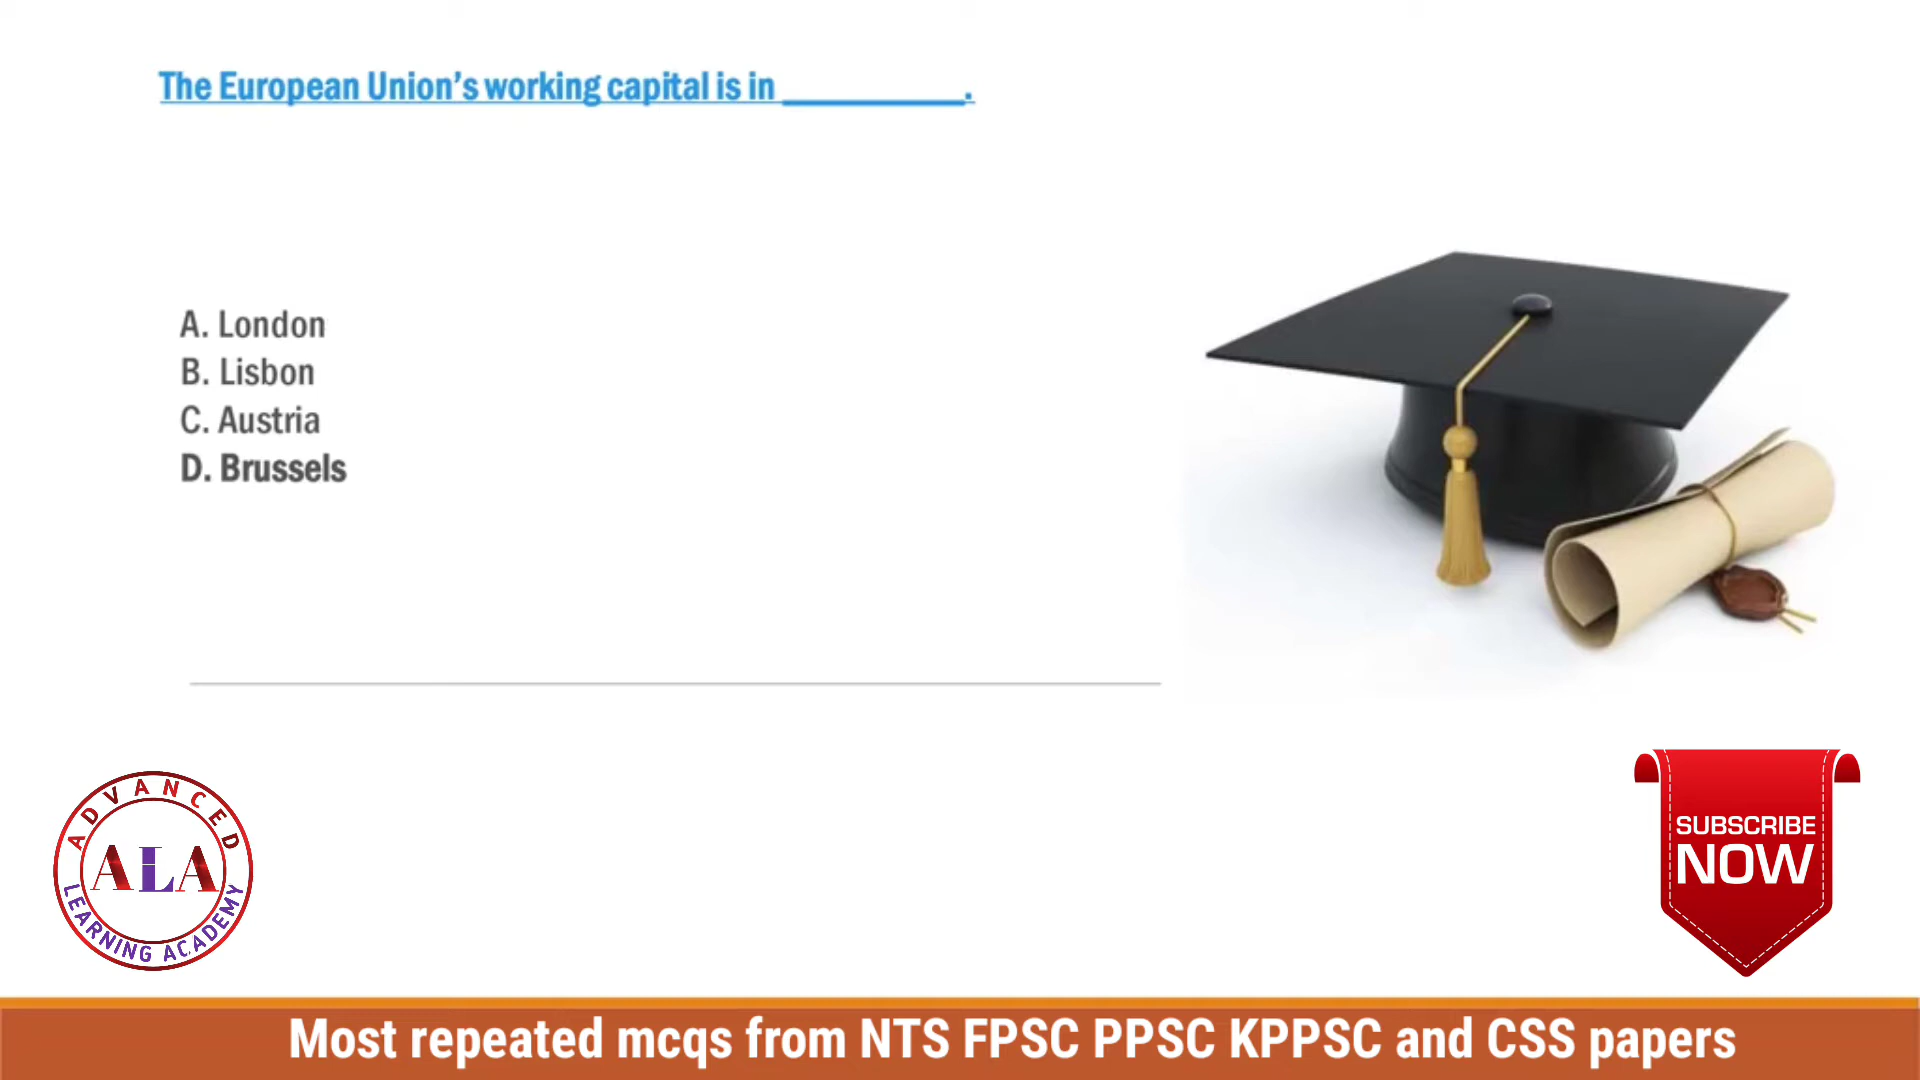 The European Union’s working capital is in __________.
A. London
B. Lisbon
C. Austria
D. Brussels
ADVANCED
ALA
LEARNING ACADEMY
SUBSCRIBE
NOW
Most repeated mcqs from NTS FPSC PPSC KPPSC and CSS papers